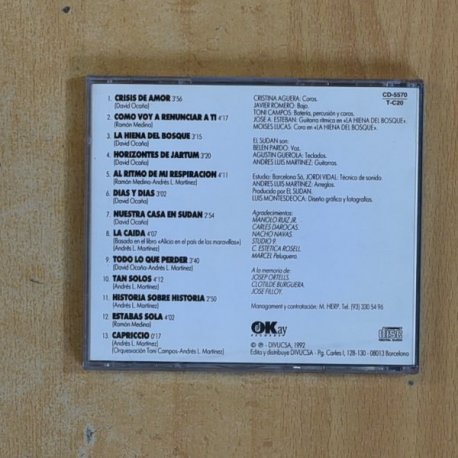 1. CRISIS DE AMOR 3'56
(David Ocaña)
2. COMO VOY A RENUNCIAR A TI 4'17
(Ramón Medina)
3. LA HIENA DEL BOSQUE 3'15
(David Ocaña)
4. HORIZONTES DE JARTUM 3'20
(David Ocaña)
5. AL RITMO DE MI RESPIRACION 4'11
(Ramón Medina-Andrés L. Martínez)
6. DIAS Y DIAS 5'02
(David Ocaña)
7. NUESTRA CASA EN SUDAN 2'54
(David Ocaña)
8. LA CAIDA 4'07
(Basada en el libro «Alicia en el país de las maravillas»)
(Andrés L. Martínez)
9. TODO LO QUE PERDER 3'40
(David Ocaña-Andrés L. Martínez)
10. TAN SOLOS 4'12
(Andrés L. Martínez)
11. HISTORIA SOBRE HISTORIA 2'50
(Andrés L. Martínez)
12. ESTABAS SOLA 4'02
(Ramón Medina)
13. CAPRICCIO 0'17
(Andrés L. Martínez)
(Orquestación Toni Campos-Andrés L. Martínez)
CD-5570
T-C20
CRISTINA AGUERA: Coros.
JAVIER ROMERO: Bajo.
TONI CAMPOS: Batería, percusión y coros.
JOSE A. ESTEBAN: Guitarra rítmica en «LA HIENA DEL BOSQUE».
MOISES LUCAS: Coro en «LA HIENA DEL BOSQUE».
EL SUDAN son:
BELEN PARDO: Voz.
AGUSTIN GUEROLA: Teclados.
ANDRES LUIS MARTINEZ: Guitarras.
Estudio: Barcelona Só, JORDI VIDAL: Técnico de sonido.
ANDRES LUIS MARTINEZ: Arreglos.
Producido por EL SUDAN.
LUIS MONTESDEOCA: Diseño gráfico y fotografías.
Agradecimientos:
MANOLO RUIZ JR.
CARLES DAROCAS.
NACHO NAVAS.
STUDIO 9.
C. ESTETICA ROSELL.
MARCEL Peluquero.
A la memoria de:
JOSEP ORTELLS.
CLOTILDE BURGUERA.
JOSE FILLOY.
Managament y contratación: M. HERP. Tel. (93) 330 54 96
OKay
RECORDS
© ℗ - DIVUCSA, 1992
Edita y distribuye DIVUCSA - Pg. Carles I, 128-130 - 08013 Barcelona
COMPACT
disc
DIGITAL AUDIO